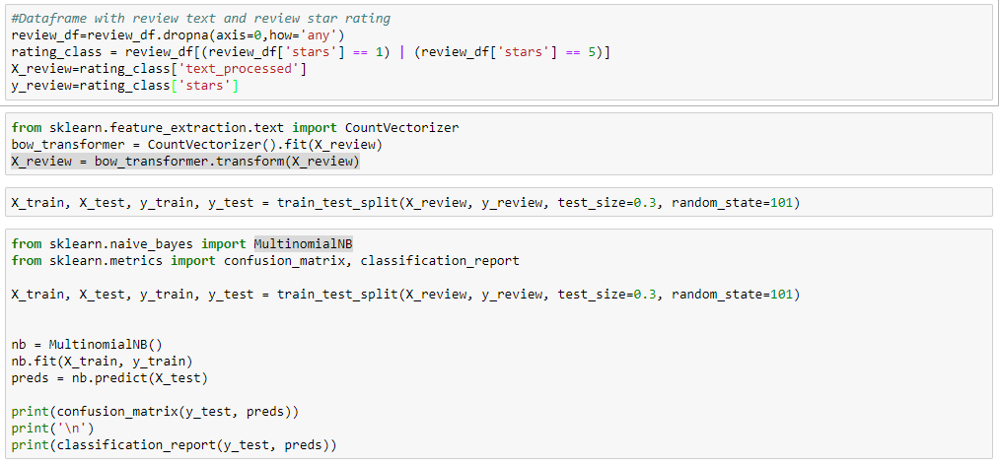 #Dataframe with review text and review star rating
review_df=review_df.dropna(axis=0,how='any')
rating_class = review_df[(review_df['stars'] == 1) | (review_df['stars'] == 5)]
X_review=rating_class['text_processed']
y_review=rating_class['stars']
from sklearn.feature_extraction.text import CountVectorizer
bow_transformer = CountVectorizer().fit(X_review)
X_review = bow_transformer.transform(X_review)
X_train, X_test, y_train, y_test = train_test_split(X_review, y_review, test_size=0.3, random_state=101)
from sklearn.naive_bayes import MultinomialNB
from sklearn.metrics import confusion_matrix, classification_report
X_train, X_test, y_train, y_test = train_test_split(X_review, y_review, test_size=0.3, random_state=101)
nb = MultinomialNB()
nb.fit(X_train, y_train)
preds = nb.predict(X_test)
print(confusion_matrix(y_test, preds))
print('\n')
print(classification_report(y_test, preds))